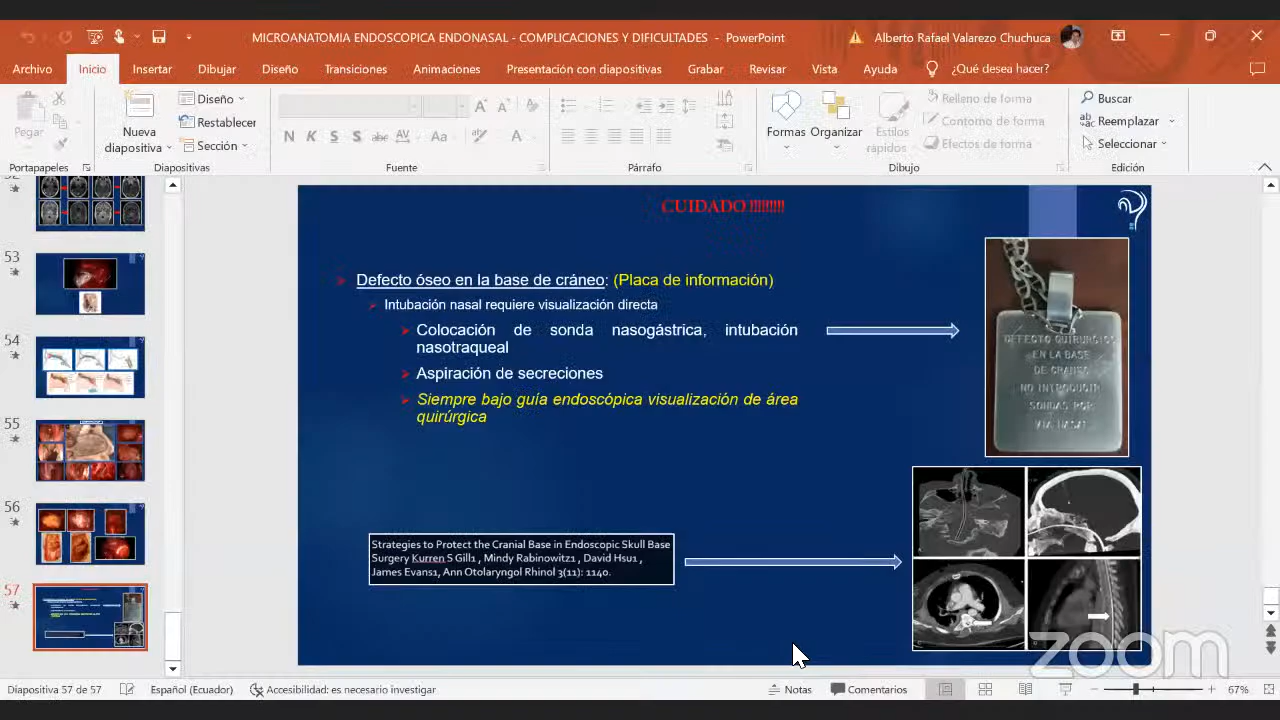 MICROANATOMIA ENDOSCOPICA ENDONASAL - COMPLICACIONES Y DIFICULTADES - PowerPoint
Alberto Rafael Valarezo Chuchuca
Archivo Inicio Insertar Dibujar Diseño Transiciones Animaciones Presentación con diapositivas Grabar Revisar Vista Ayuda ¿Qué desea hacer?
Pegar
Nueva diapositiva
Diseño
Restablecer
Sección
N K S S abc AV Aa A
Formas
Organizar
Estilos rápidos
Relleno de forma
Contorno de forma
Efectos de forma
Buscar
Reemplazar
Seleccionar
Portapapeles Diapositivas Fuente Párrafo Dibujo Edición
53
54
55
56
57
CUIDADO !!!!!!!!!
Defecto óseo en la base de cráneo: (Placa de información)
Intubación nasal requiere visualización directa
Colocación de sonda nasogástrica, intubación
nasotraqueal
Aspiración de secreciones
Siempre bajo guía endoscópica visualización de área
quirúrgica
DEFECTO QUIRURGICO
EN LA BASE
DE CRANEO
NO INTRODUCIR
SONDAS POR
VIA NASAL
Strategies to Protect the Cranial Base in Endoscopic Skull Base
Surgery Kurren S Gill1 , Mindy Rabinowitz1 , David Hsu1 ,
James Evans1, Ann Otolaryngol Rhinol 3(11): 1140.
zoom
Diapositiva 57 de 57 Español (Ecuador) Accesibilidad: es necesario investigar Notas Comentarios 67%